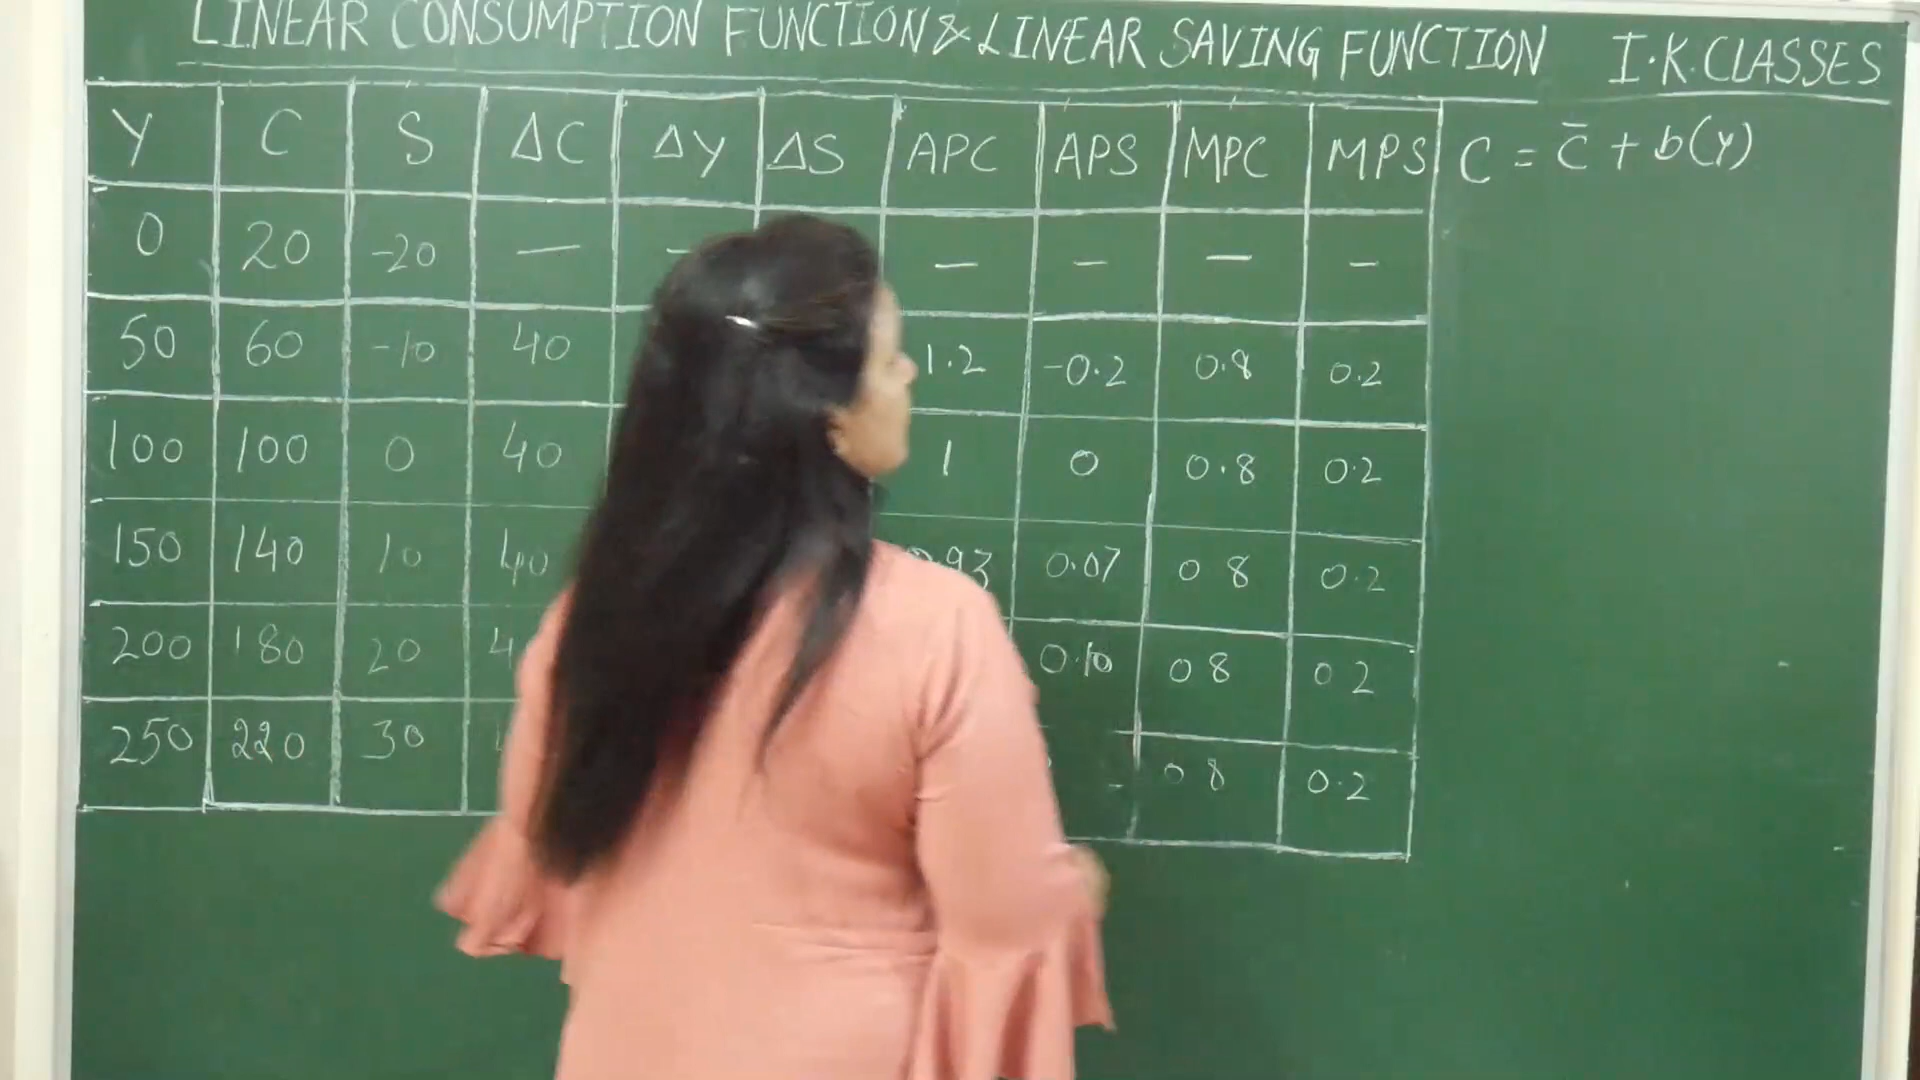 LINEAR CONSUMPTION FUNCTION & LINEAR SAVING FUNCTION I.K.CLASSES
Y C S ΔC ΔY ΔS APC APS MPC MPS C = c̄ + b(y)
0 20 -20 — - — - — -
50 60 -10 40 1.2 -0.2 0.8 0.2
100 100 0 40 1 0 0.8 0.2
150 140 10 40 0.07 0 8 0.2
200 180 20 0.10 0 8 0 2
250 220 30 0 8 0.2